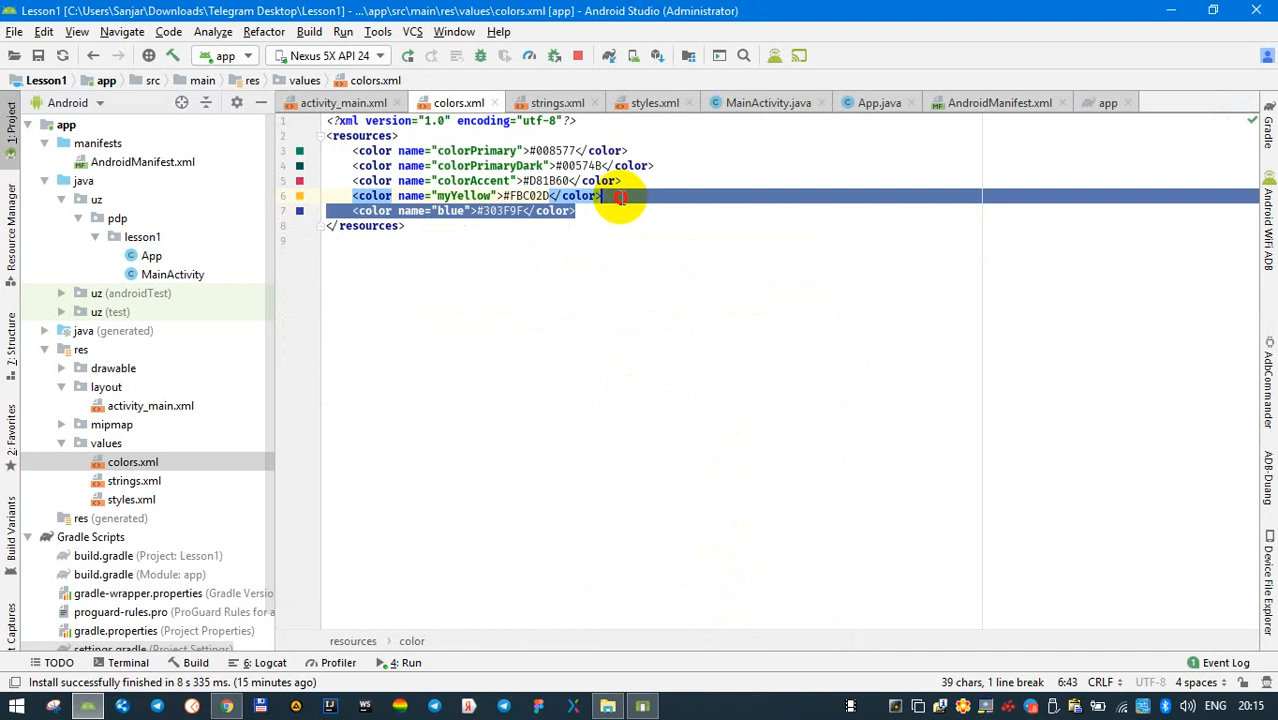 Lesson1 [C:\Users\Sanjar\Downloads\Telegram Desktop\Lesson1] - ...\app\src\main\res\values\colors.xml [app] - Android Studio (Administrator)
File Edit View Navigate Code Analyze Refactor Build Run Tools VCS Window Help
app Nexus 5X API 24
Lesson1 app src main res values colors.xml
Android activity_main.xml colors.xml strings.xml styles.xml MainActivity.java App.java AndroidManifest.xml app
1 <?xml version="1.0" encoding="utf-8"?>
2 <resources>
3 <color name="colorPrimary">#008577</color>
4 <color name="colorPrimaryDark">#00574B</color>
5 <color name="colorAccent">#D81B60</color>
6 <color name="myYellow">#FBC02D</color>
7 <color name="blue">#303F9F</color>
8 </resources>
9
app
manifests
AndroidManifest.xml
java
uz
pdp
lesson1
App
MainActivity
uz (androidTest)
uz (test)
java (generated)
res
drawable
layout
activity_main.xml
mipmap
values
colors.xml
strings.xml
styles.xml
res (generated)
Gradle Scripts
build.gradle (Project: Lesson1)
build.gradle (Module: app)
gradle-wrapper.properties (Gradle Versio
proguard-rules.pro (ProGuard Rules for a
gradle.properties (Project Properties)
settings.gradle (Project Settings)
1: Project
Resource Manager
7: Structure
2: Favorites
Build Variants
Captures
Gradle
Android WiFi ADB
AdbCommander
ADB-Duang
Device File Explorer
resources color
TODO Terminal Build 6: Logcat Profiler 4: Run Event Log
Install successfully finished in 8 s 335 ms. (15 minutes ago) 39 chars, 1 line break 6:43 CRLF UTF-8 4 spaces
ENG 20:15